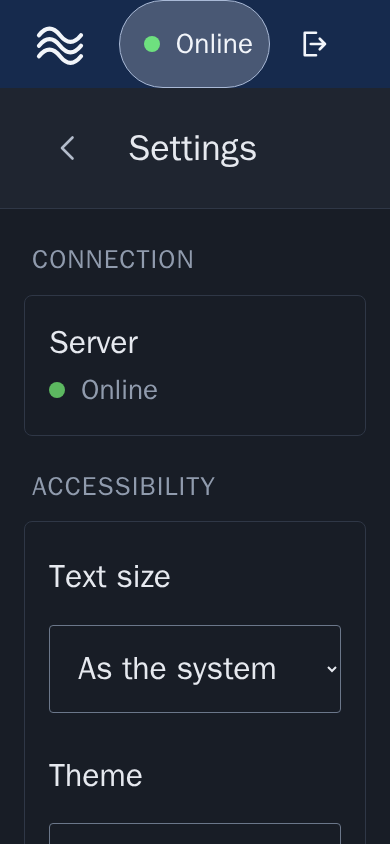 Online
Settings
CONNECTION
Server
Online
ACCESSIBILITY
Text size
As the system
Theme